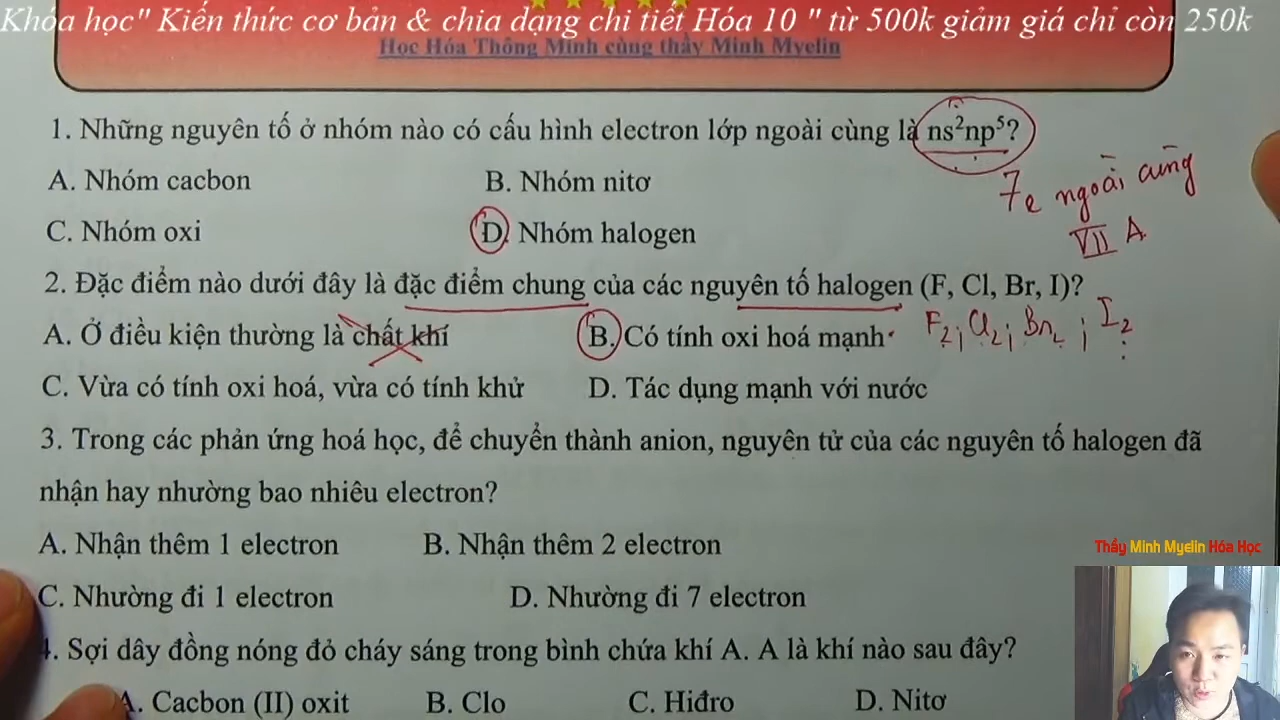 Khóa học" Kiến thức cơ bản & chia dạng chi tiết Hóa 10 " từ 500k giảm giá chỉ còn 250k
Học Hóa Thông Minh cùng thầy Minh Myelin
1. Những nguyên tố ở nhóm nào có cấu hình electron lớp ngoài cùng là ns²np⁵?
A. Nhóm cacbon B. Nhóm nitơ
7e ngoài cùng
C. Nhóm oxi D. Nhóm halogen
VII A
2. Đặc điểm nào dưới đây là đặc điểm chung của các nguyên tố halogen (F, Cl, Br, I)?
A. Ở điều kiện thường là chất khí B. Có tính oxi hoá mạnh F₂; Cl₂; Br₂; I₂
C. Vừa có tính oxi hoá, vừa có tính khử D. Tác dụng mạnh với nước
3. Trong các phản ứng hoá học, để chuyển thành anion, nguyên tử của các nguyên tố halogen đã
nhận hay nhường bao nhiêu electron?
A. Nhận thêm 1 electron B. Nhận thêm 2 electron
Thầy Minh Myelin Hóa Học
C. Nhường đi 1 electron D. Nhường đi 7 electron
4. Sợi dây đồng nóng đỏ cháy sáng trong bình chứa khí A. A là khí nào sau đây?
A. Cacbon (II) oxit B. Clo C. Hiđro D. Nitơ